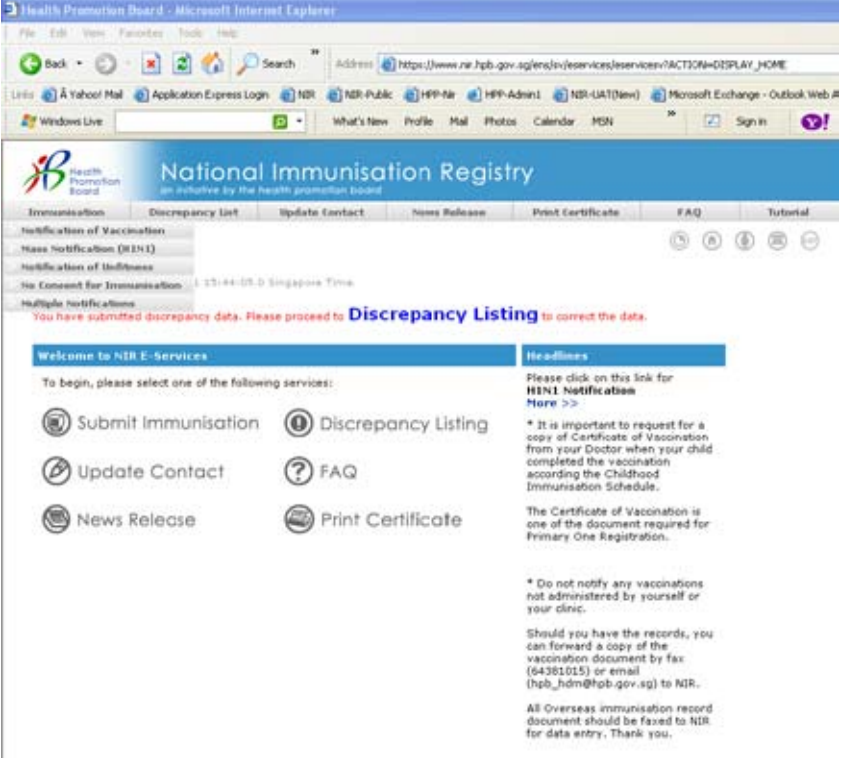 Health Promotion Board - Microsoft Internet Explorer
File Edit View Favorites Tools Help
Back Search " Address https://www.nir.hpb.gov.sg/ens/sv/eservices/eservicesv?ACTION=DISPLAY_HOME
Links Â Yahoo! Mail Application Express Login NIR NIR-Public HPP-Nir HPP-Admin1 NIR-UAT(New) Microsoft Exchange - Outlook Web A
Windows Live What's New Profile Mail Photos Calendar MSN " Sign in Y!
Health Promotion Board
National Immunisation Registry
an initiative by the health promotion board
Immunisation Discrepancy List Update Contact News Release Print Certificate FAQ Tutorial
Notification of Vaccination
Mass Notification (H1N1)
Notification of Unfitness
No Consent for Immunisation 15:44:05.0 Singapore Time
Multiple Notifications
You have submitted discrepancy data. Please proceed to Discrepancy Listing to correct the data.
Welcome to NIR E-Services
To begin, please select one of the following services:
Submit Immunisation Discrepancy Listing
Update Contact FAQ
News Release Print Certificate
Headlines
Please click on this link for
H1N1 Notification
More >>
* It is important to request for a
copy of Certificate of Vaccination
from your Doctor when your child
completed the vaccination
according the Childhood
Immunisation Schedule.
The Certificate of Vaccination is
one of the document required for
Primary One Registration.
* Do not notify any vaccinations
not administered by yourself or
your clinic.
Should you have the records, you
can forward a copy of the
vaccination document by fax
(64381015) or email
(hpb_hdm@hpb.gov.sg) to NIR.
All Overseas immunisation record
document should be faxed to NIR
for data entry. Thank you.